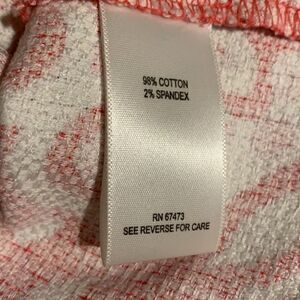 98% COTTON
2% SPANDEX
RN 67473
SEE REVERSE FOR CARE